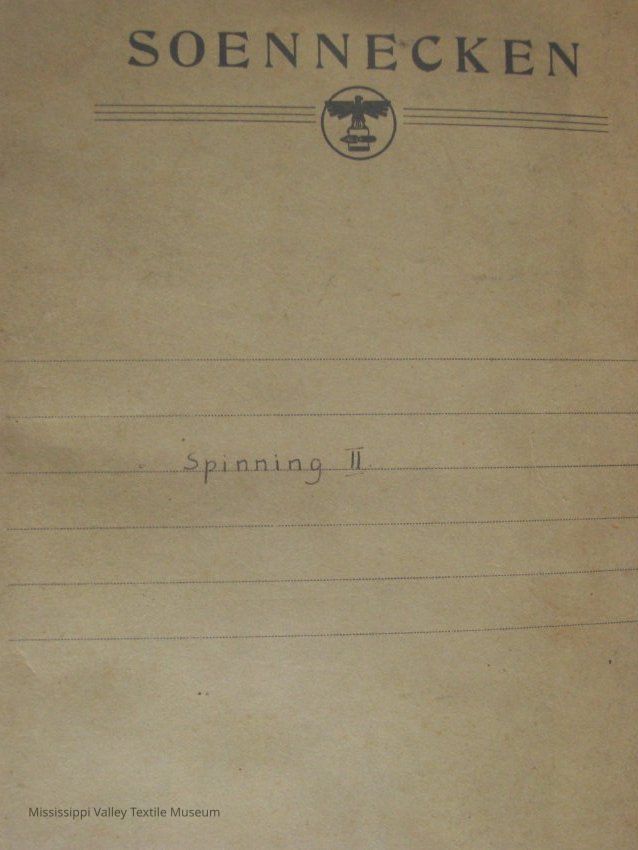 SOENNECKEN
Spinning II
Mississippi Valley Textile Museum